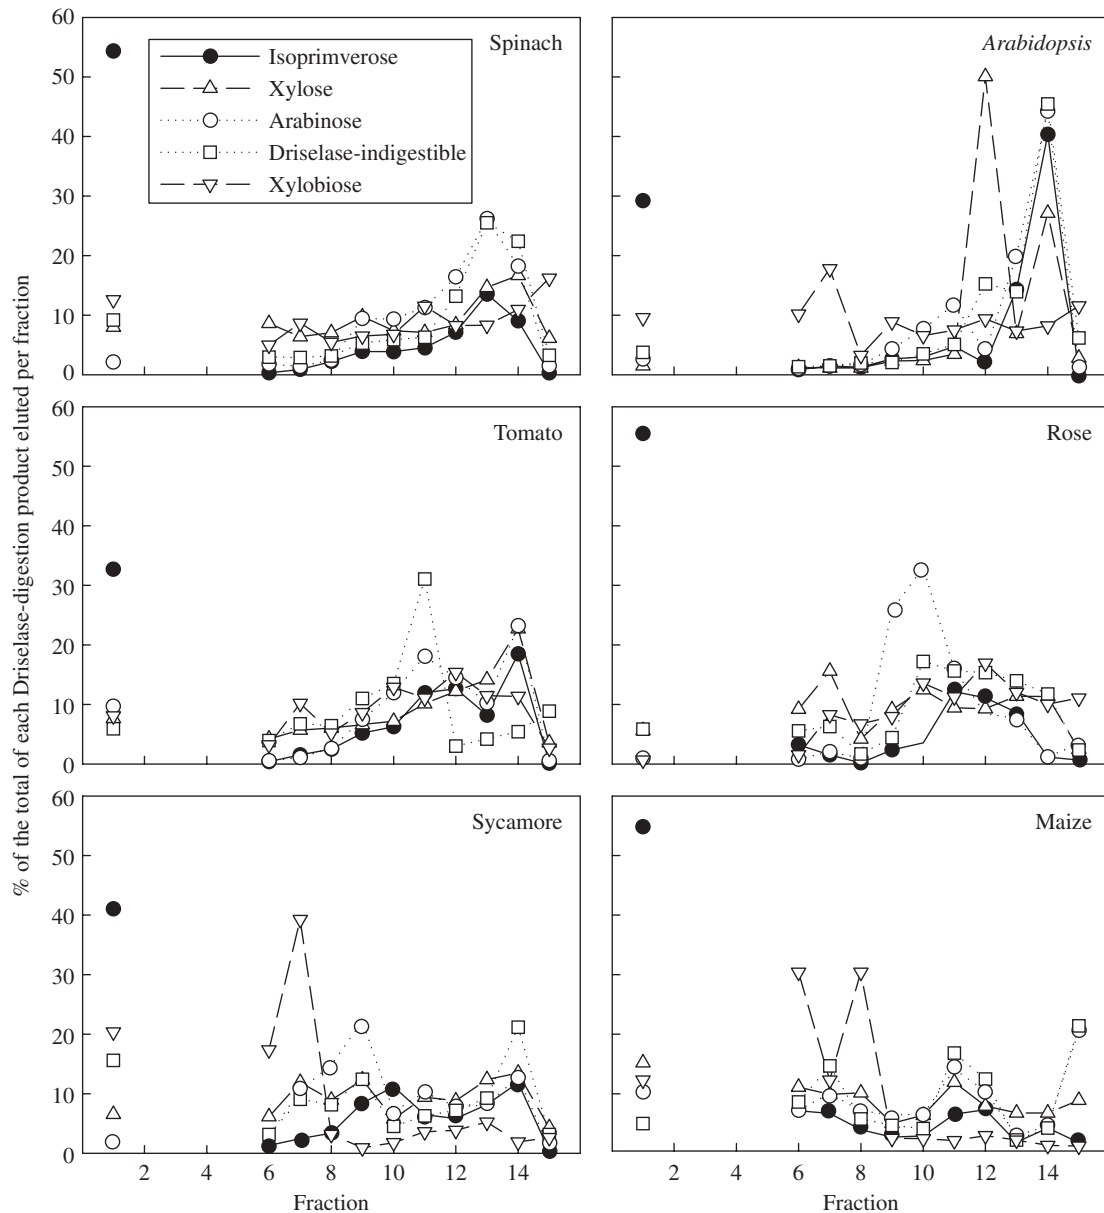 % of the total of each Driselase-digestion product eluted per fraction
60
50
40
30
20
10
0
Spinach
Isoprimverose
Xylose
Arabinose
Driselase-indigestible
Xylobiose
Arabidopsis
60
50
40
30
20
10
0
Tomato
Rose
60
50
40
30
20
10
0
Sycamore
Maize
2 4 6 8 10 12 14
Fraction
2 4 6 8 10 12 14
Fraction